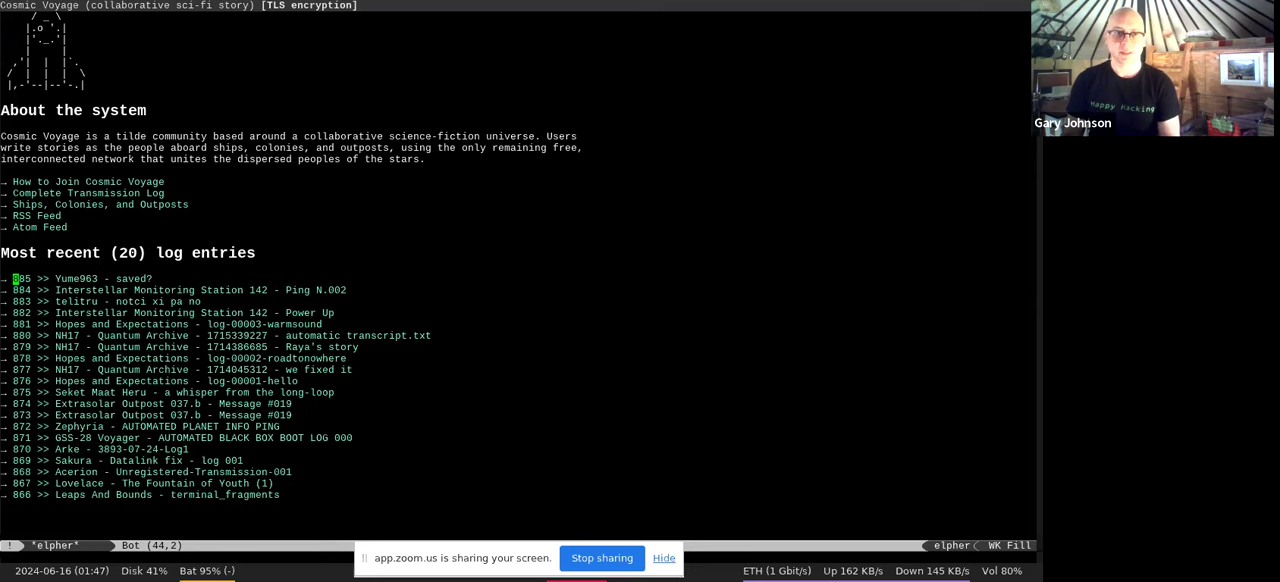 Cosmic Voyage (collaborative sci-fi story) [TLS encryption]
About the system
Cosmic Voyage is a tilde community based around a collaborative science-fiction universe. Users
write stories as the people aboard ships, colonies, and outposts, using the only remaining free,
interconnected network that unites the dispersed peoples of the stars.
→ How to Join Cosmic Voyage
→ Complete Transmission Log
→ Ships, Colonies, and Outposts
→ RSS Feed
→ Atom Feed
Most recent (20) log entries
→ 885 >> Yume963 - saved?
→ 884 >> Interstellar Monitoring Station 142 - Ping N.002
→ 883 >> telitru - notci xi pa no
→ 882 >> Interstellar Monitoring Station 142 - Power Up
→ 881 >> Hopes and Expectations - log-00003-warmsound
→ 880 >> NH17 - Quantum Archive - 1715339227 - automatic transcript.txt
→ 879 >> NH17 - Quantum Archive - 1714386685 - Raya's story
→ 878 >> Hopes and Expectations - log-00002-roadtonowhere
→ 877 >> NH17 - Quantum Archive - 1714045312 - we fixed it
→ 876 >> Hopes and Expectations - log-00001-hello
→ 875 >> Seket Maat Heru - a whisper from the long-loop
→ 874 >> Extrasolar Outpost 037.b - Message #019
→ 873 >> Extrasolar Outpost 037.b - Message #019
→ 872 >> Zephyria - AUTOMATED PLANET INFO PING
→ 871 >> GSS-28 Voyager - AUTOMATED BLACK BOX BOOT LOG 000
→ 870 >> Arke - 3893-07-24-Log1
→ 869 >> Sakura - Datalink fix - log 001
→ 868 >> Acerion - Unregistered-Transmission-001
→ 867 >> Lovelace - The Fountain of Youth (1)
→ 866 >> Leaps And Bounds - terminal_fragments
! *elpher* Bot (44,2) elpher WK Fill
app.zoom.us is sharing your screen. Stop sharing Hide
2024-06-16 (01:47) Disk 41% Bat 95% (-) ETH (1 Gbit/s) Up 162 KB/s Down 145 KB/s Vol 80%
Happy Hacking
Gary Johnson